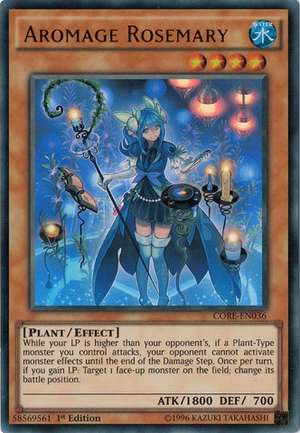 Aromage Rosemary
WATER
水
CORE-EN036
[Plant/Effect]
While your LP is higher than your opponent's, if a Plant-Type
monster you control attacks, your opponent cannot activate
monster effects until the end of the Damage Step. Once per turn,
if you gain LP: Target 1 face-up monster on the field; change its
battle position.
ATK/1800 DEF/ 700
58569561 1st Edition ©1996 KAZUKI TAKAHASHI